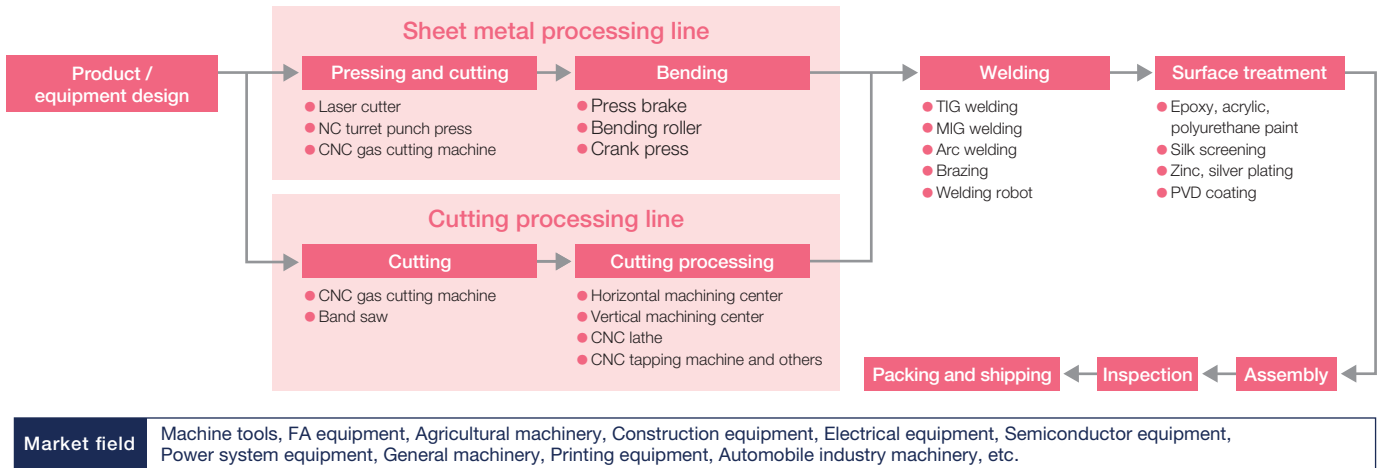 Product /
equipment design
Sheet metal processing line
Pressing and cutting
Laser cutter
NC turret punch press
CNC gas cutting machine
Bending
Press brake
Bending roller
Crank press
Cutting processing line
Cutting
CNC gas cutting machine
Band saw
Cutting processing
Horizontal machining center
Vertical machining center
CNC lathe
CNC tapping machine and others
Welding
TIG welding
MIG welding
Arc welding
Brazing
Welding robot
Surface treatment
Epoxy, acrylic,
polyurethane paint
Silk screening
Zinc, silver plating
PVD coating
Assembly
Inspection
Packing and shipping
Market field
Machine tools, FA equipment, Agricultural machinery, Construction equipment, Electrical equipment, Semiconductor equipment,
Power system equipment, General machinery, Printing equipment, Automobile industry machinery, etc.